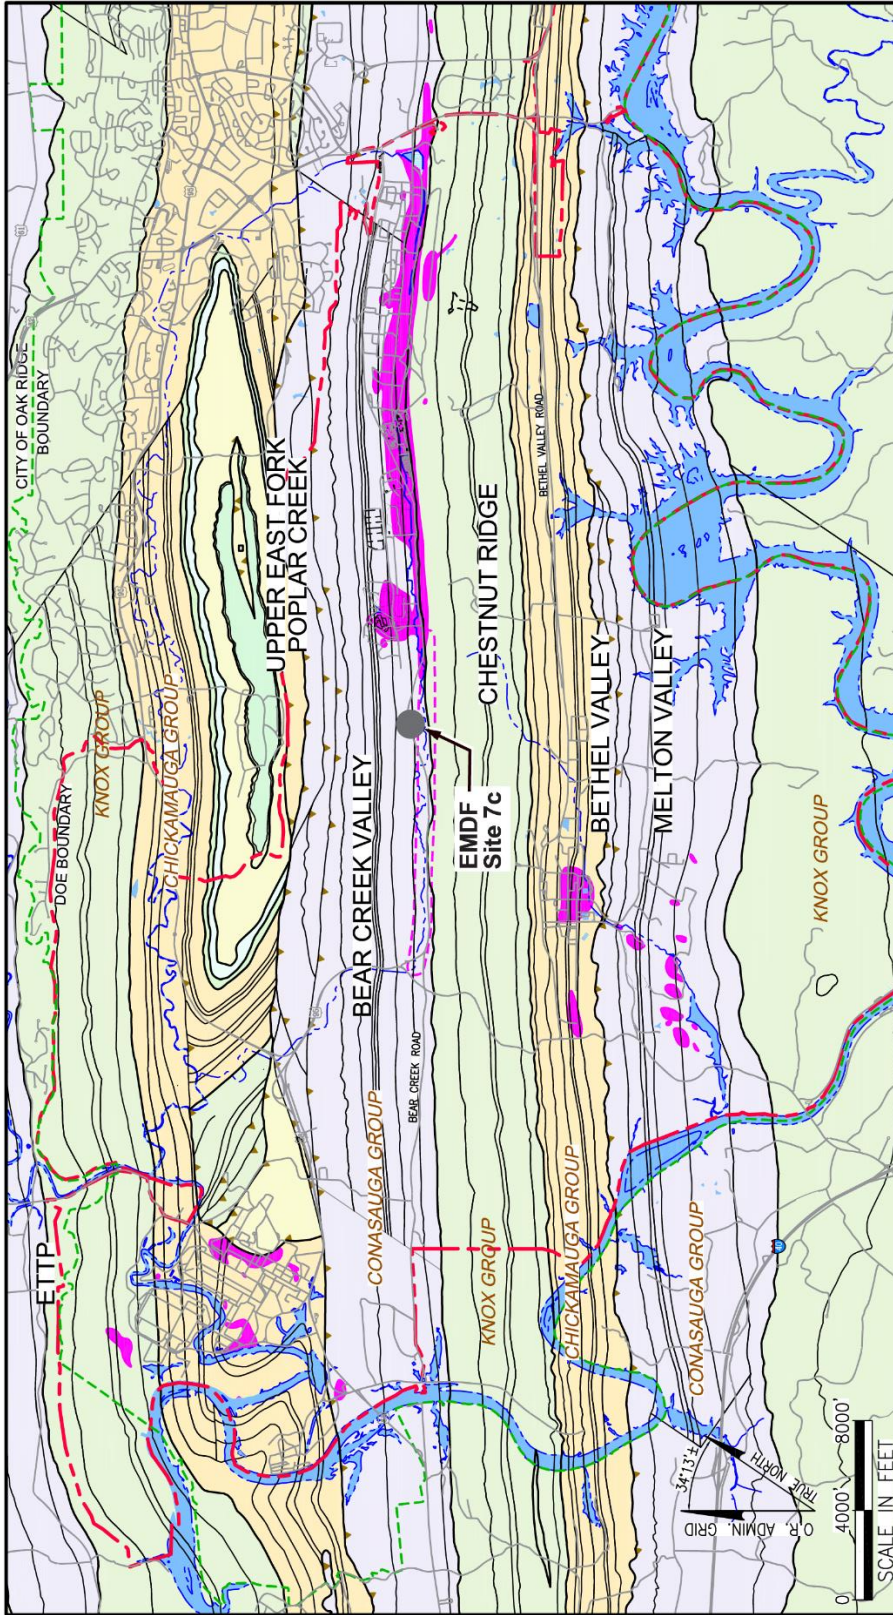 CITY OF OAK RIDGE
BOUNDARY
DOE BOUNDARY
ETTP
KNOX GROUP
CHICKAMAUGA GROUP
UPPER EAST FORK
POPLAR CREEK
BEAR CREEK VALLEY
CONASAUGA GROUP
BEAR CREEK ROAD
EMDF
Site 7c
CHESTNUT RIDGE
KNOX GROUP
BETHEL VALLEY ROAD
CHICKAMAUGA GROUP
BETHEL VALLEY
MELTON VALLEY
CONASAUGA GROUP
KNOX GROUP
34°13'±
O.R. ADMIN. GRID
TRUE NORTH
0 4000' 8000'
SCALE IN FEET